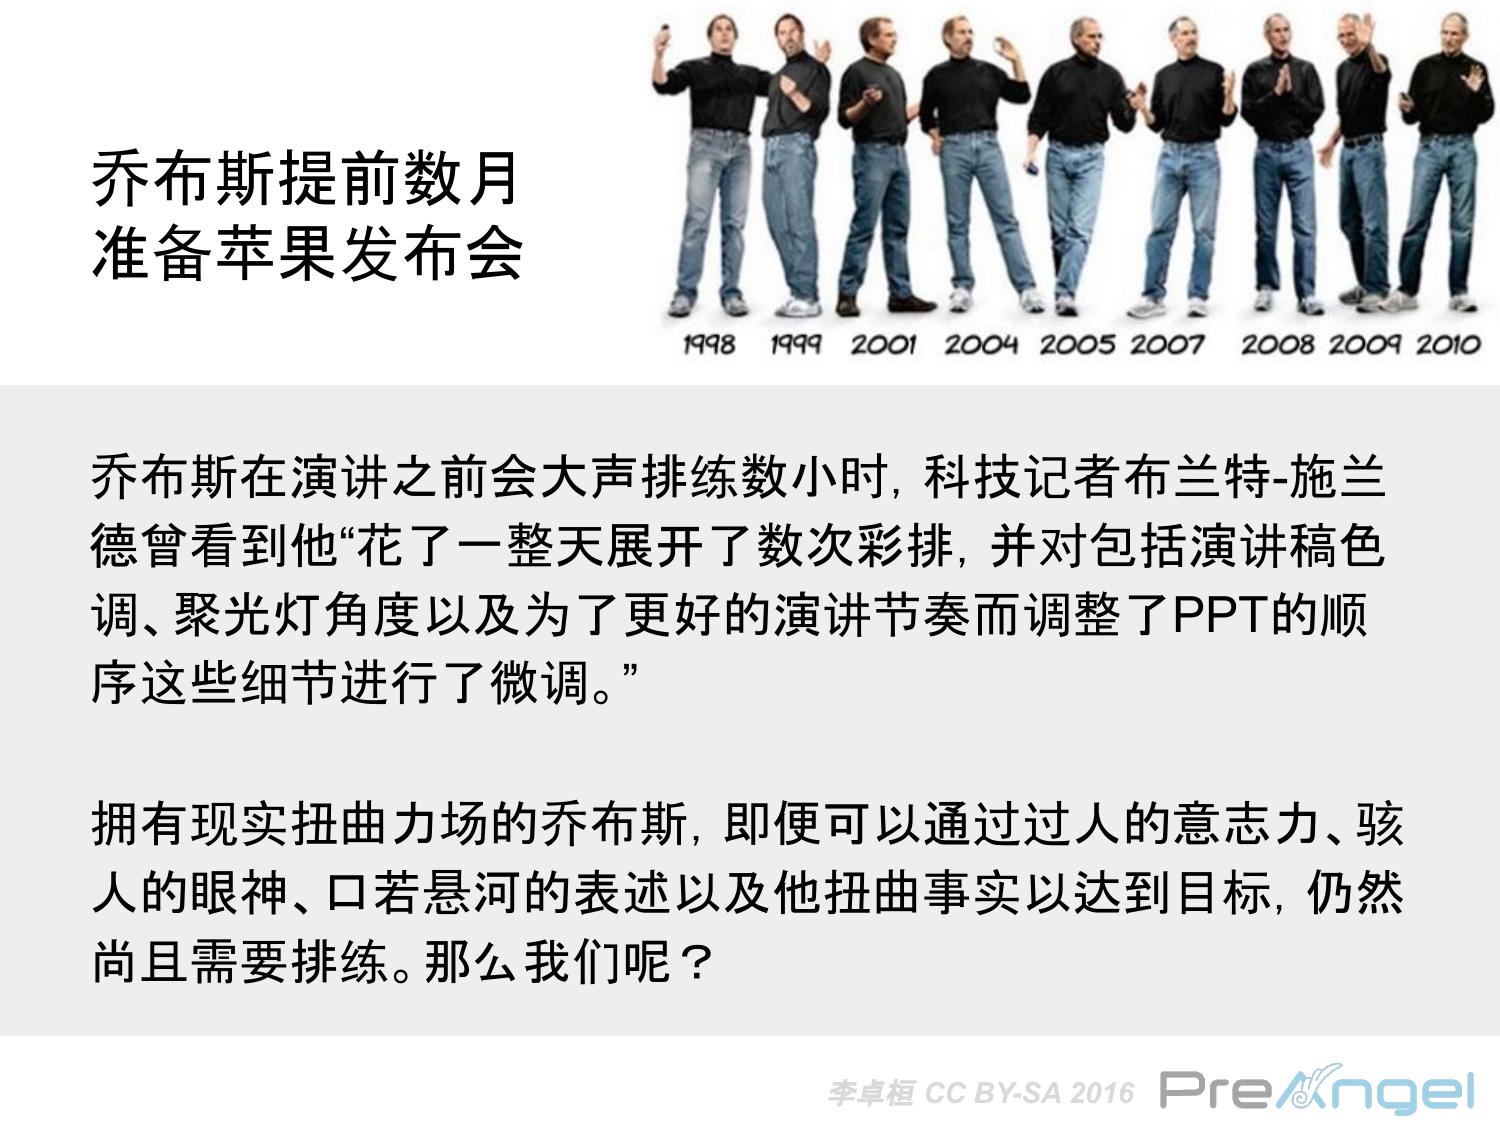 乔布斯提前数月
准备苹果发布会
1998 1999 2001 2004 2005 2007 2008 2009 2010
乔布斯在演讲之前会大声排练数小时，科技记者布兰特-施兰
德曾看到他“花了一整天展开了数次彩排，并对包括演讲稿色
调、聚光灯角度以及为了更好的演讲节奏而调整了PPT的顺
序这些细节进行了微调。”
拥有现实扭曲力场的乔布斯，即便可以通过过人的意志力、骇
人的眼神、口若悬河的表述以及他扭曲事实以达到目标，仍然
尚且需要排练。那么我们呢？
李卓桓 CC BY-SA 2016 PreAngel